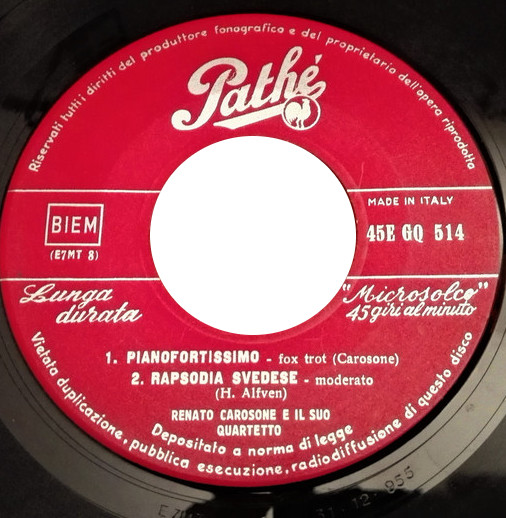 Riservati tutti i diritti del produttore fonografico e del proprietario dell'opera riprodotta
Pathé
BIEM
(E7MT 8)
MADE IN ITALY
45E GQ 514
Lunga
durata
"Microsolco"
45 giri al minuto
1. PIANOFORTISSIMO - fox trot (Carosone)
2. RAPSODIA SVEDESE - moderato
(H. Alfven)
RENATO CAROSONE E IL SUO
QUARTETTO
Depositato a norma di legge
Vietata duplicazione, pubblica esecuzione, radiodiffusione di questo disco